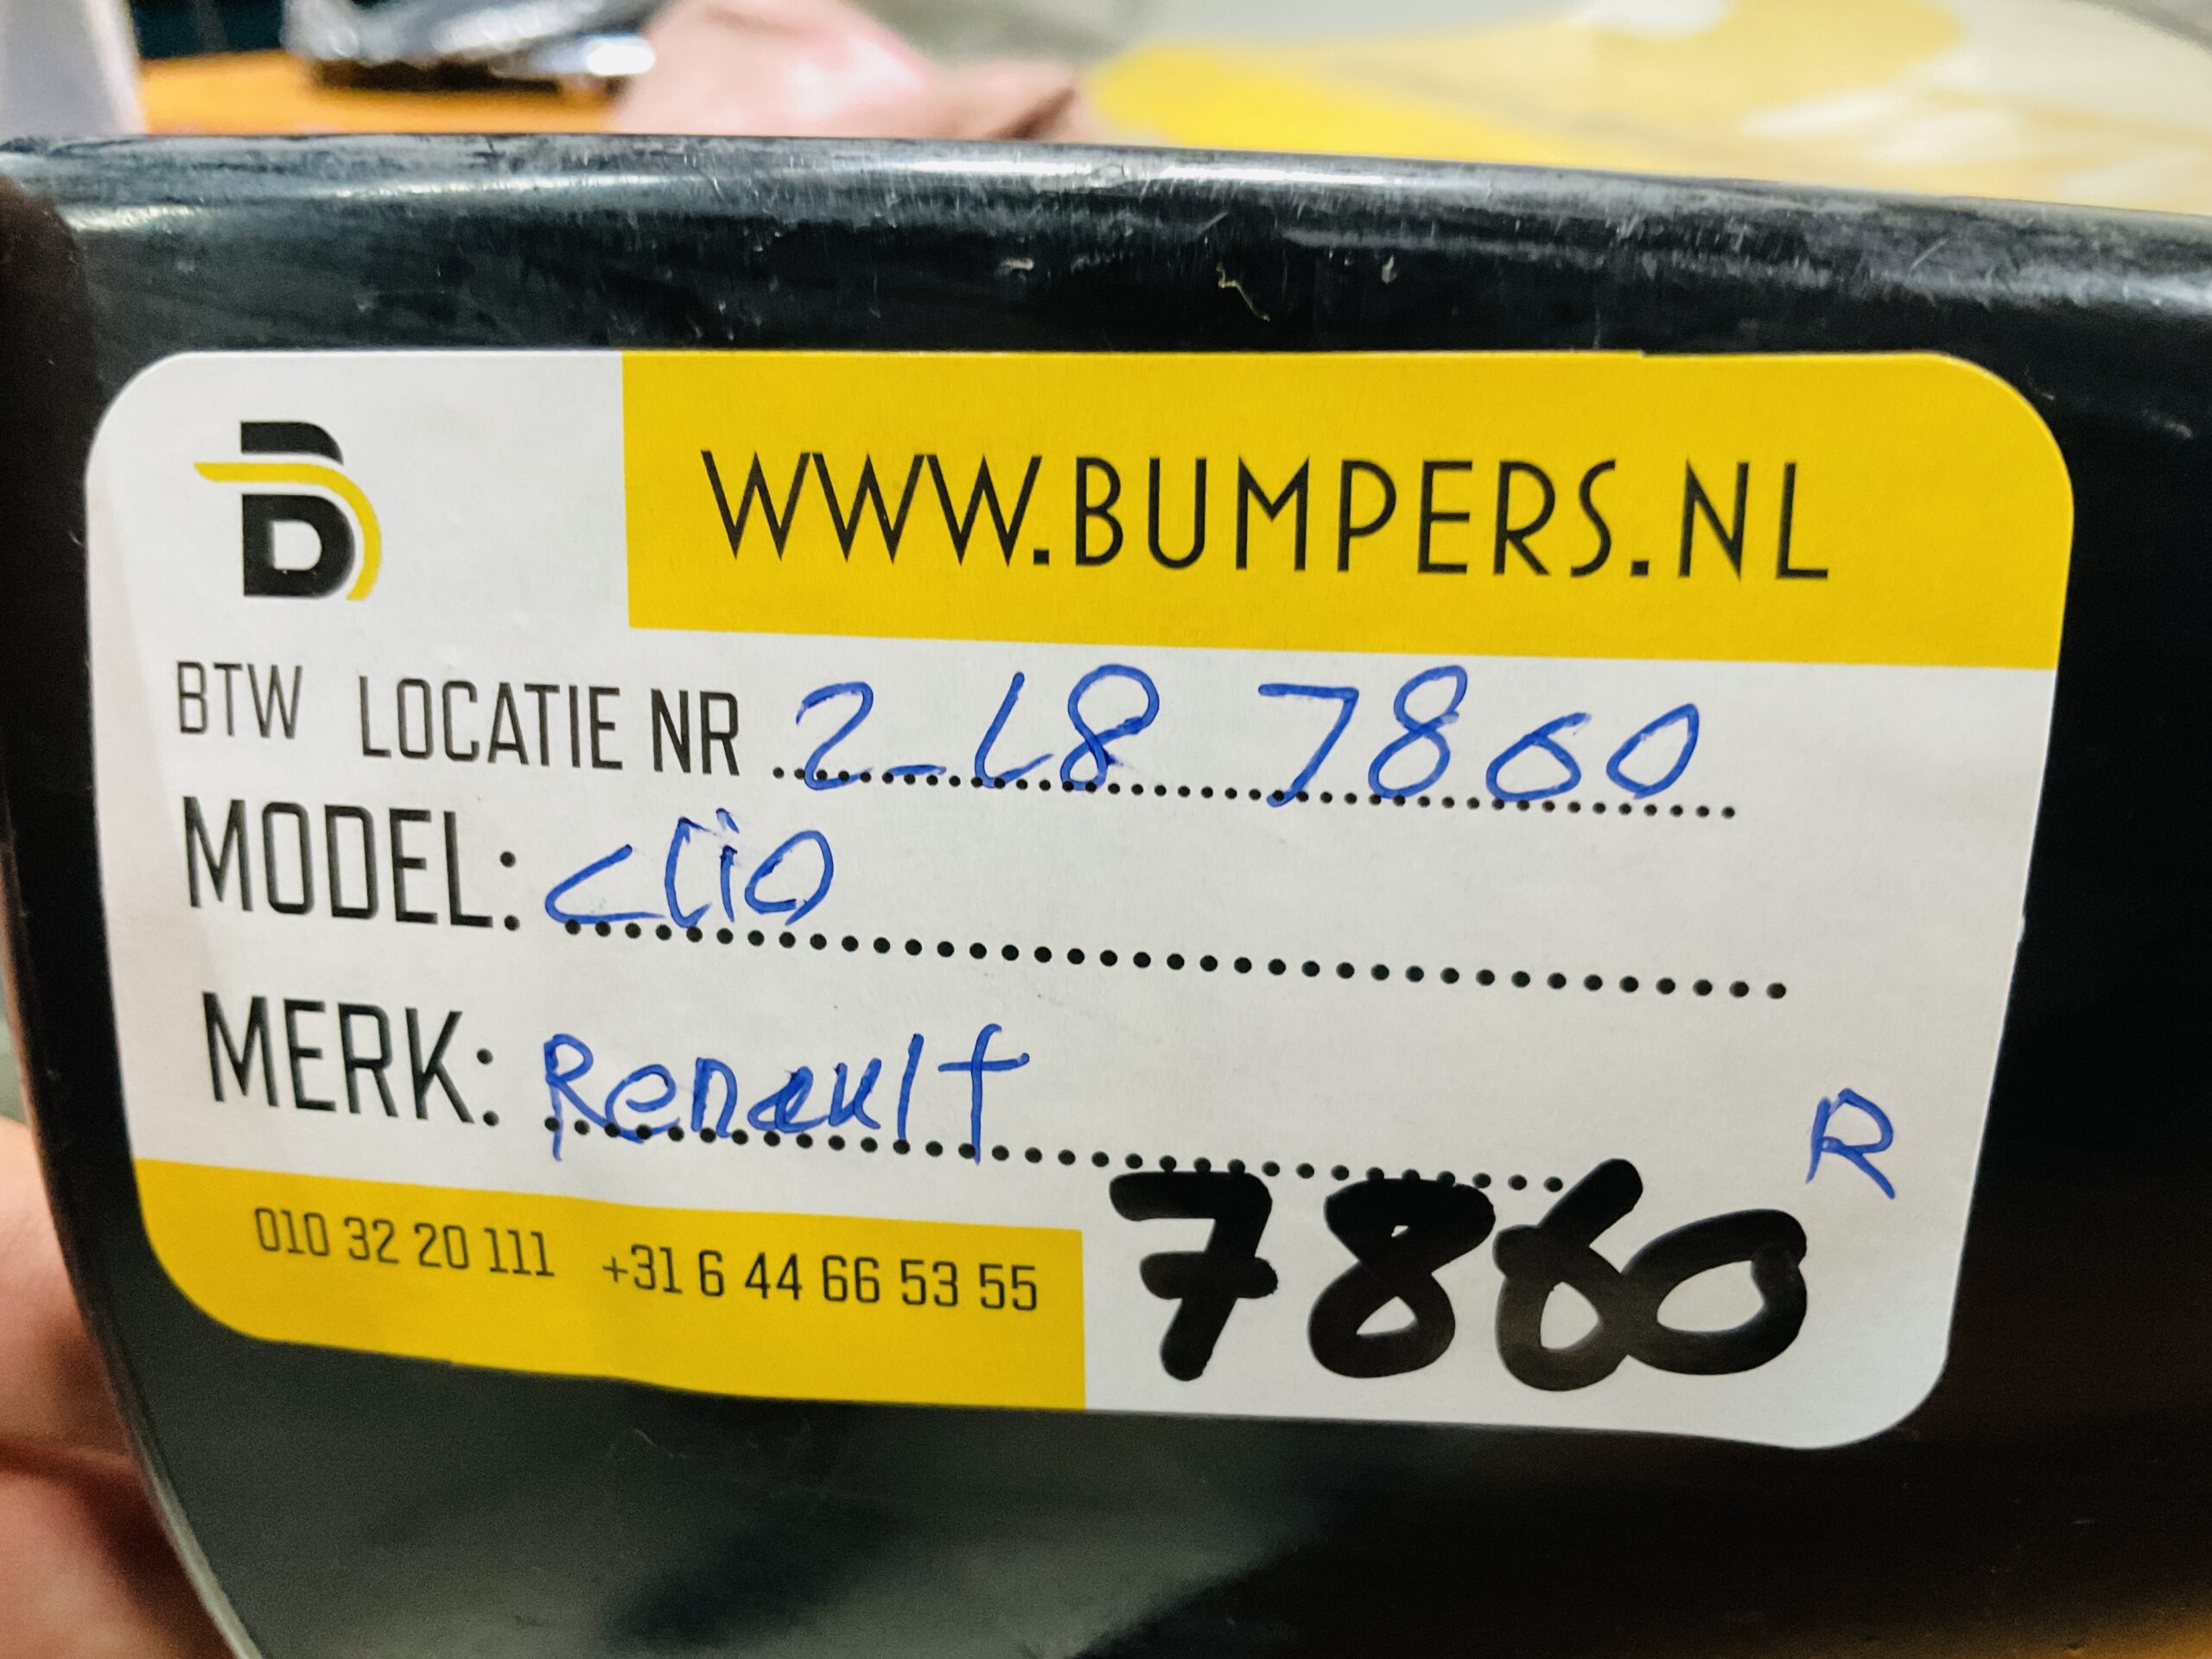 B
WWW.BUMPERS.NL
BTW LOCATIE NR 2-L8 7860
MODEL: clio
MERK: Renault
R
010 32 20 111 +31 6 44 66 53 55
7860